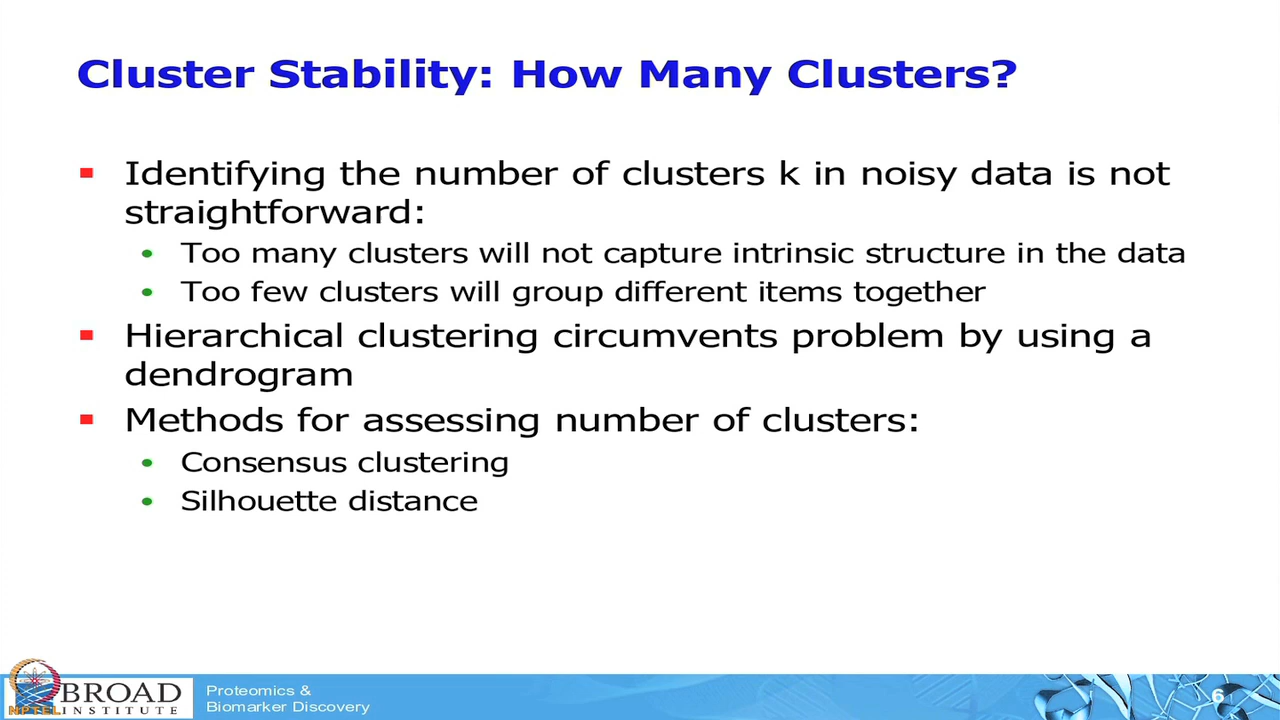 Cluster Stability: How Many Clusters?
Identifying the number of clusters k in noisy data is not
straightforward:
Too many clusters will not capture intrinsic structure in the data
Too few clusters will group different items together
Hierarchical clustering circumvents problem by using a
dendrogram
Methods for assessing number of clusters:
Consensus clustering
Silhouette distance
BROAD
INSTITUTE
NPTEL
Proteomics &
Biomarker Discovery
6